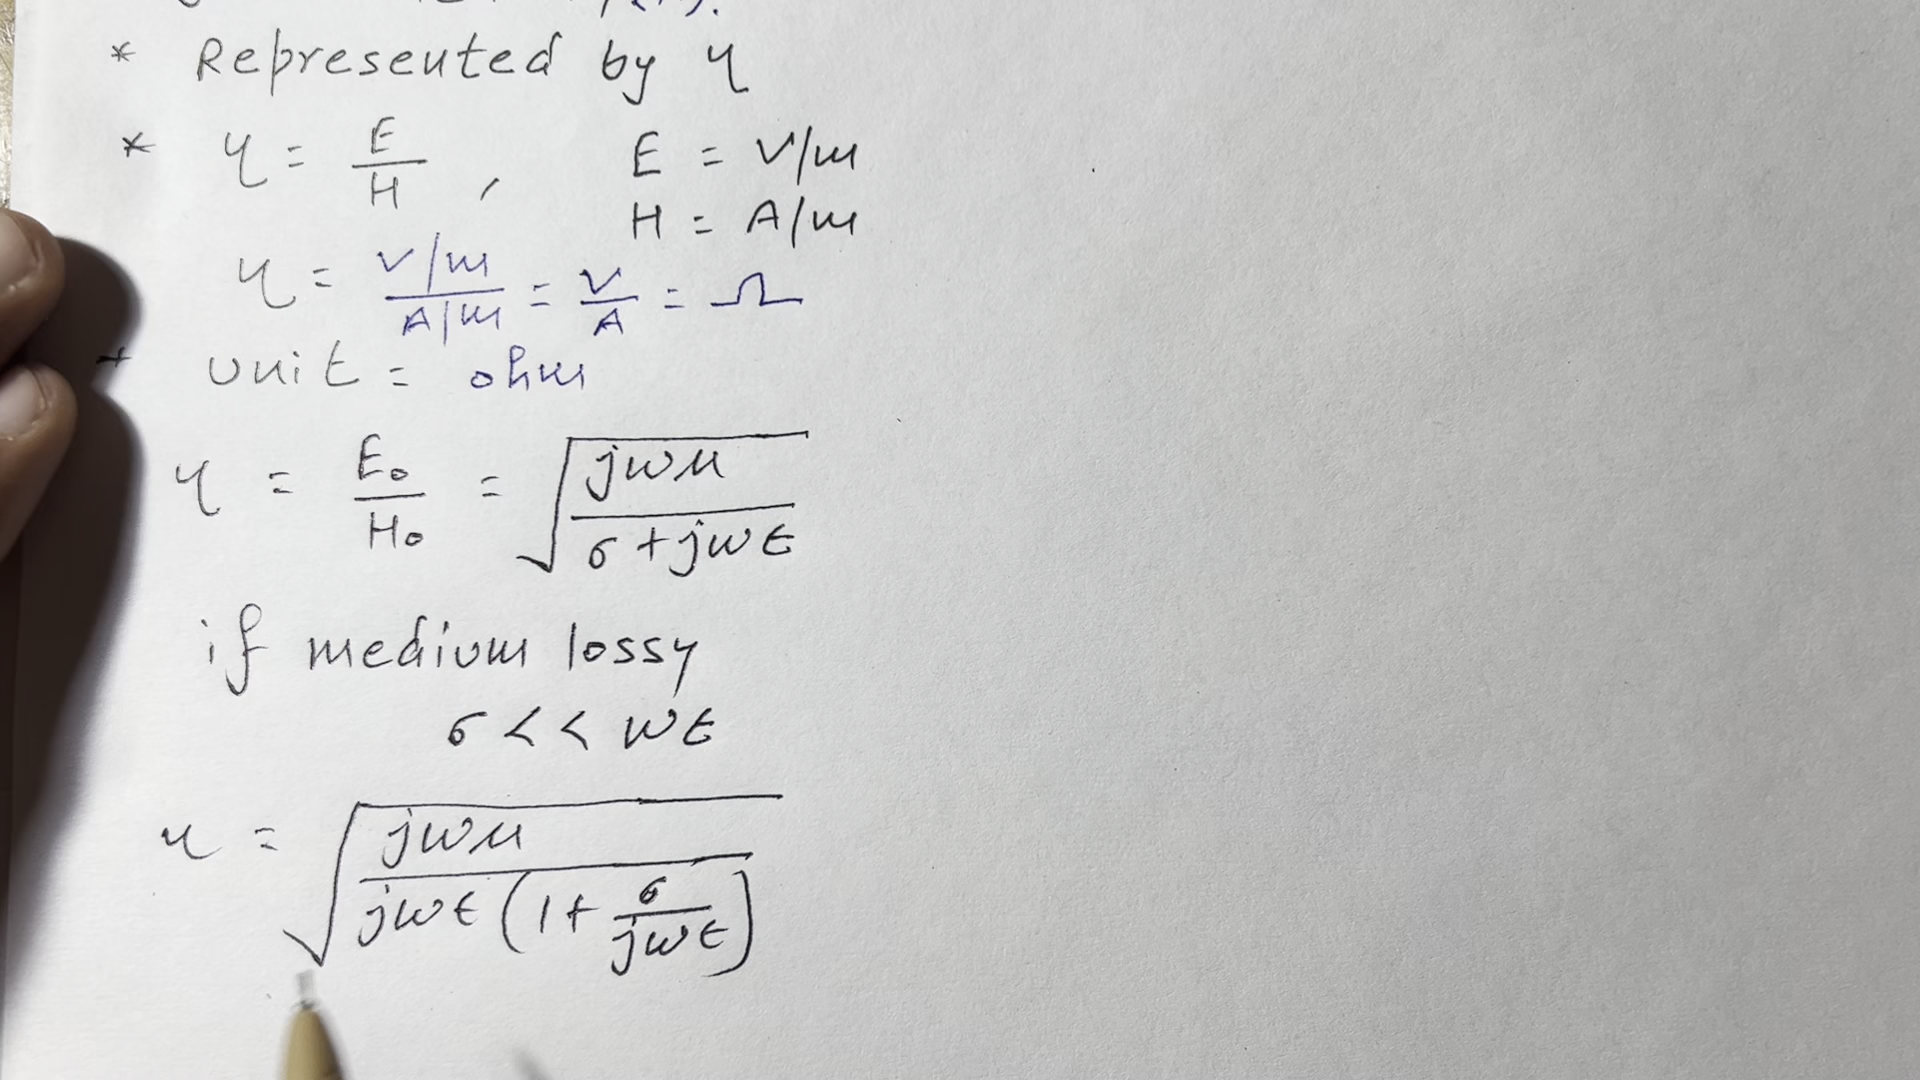 * Represented by η
* η = E/H , E = V/m
H = A/m
η = V/m / A/m = V/A = Ω
* unit = ohm
η = E₀/H₀ = √(jωμ / σ+jωε)
if medium lossy
σ < < ωε
η = √(jωμ / jωε(1+ σ/jωε))